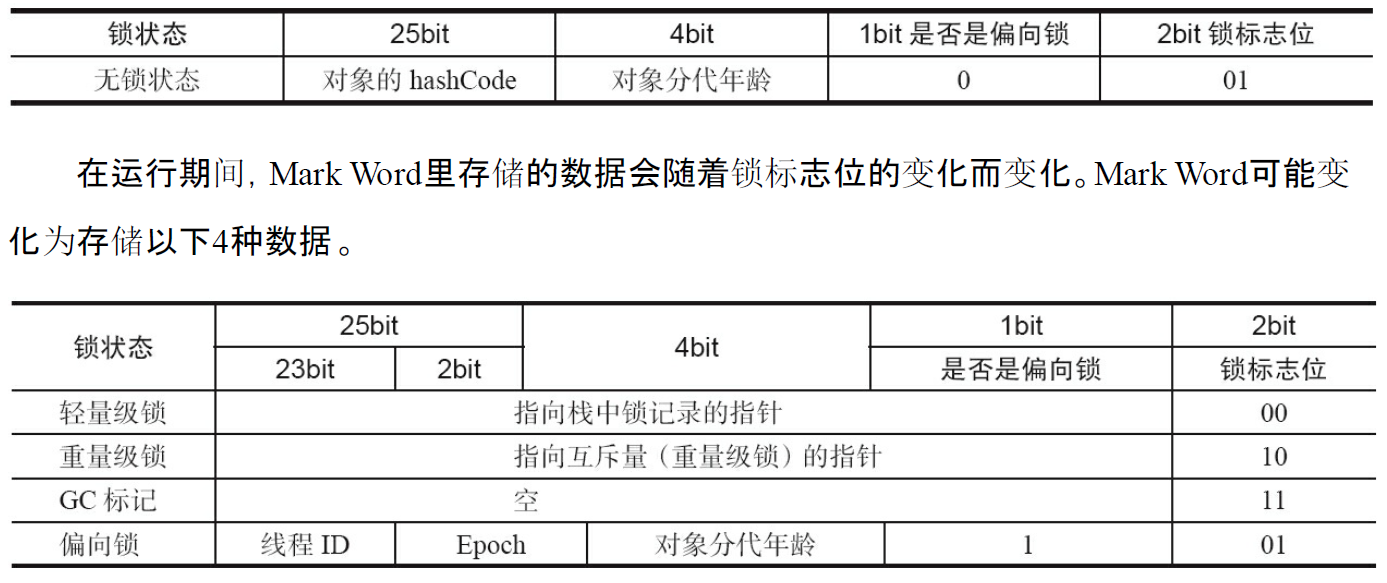 锁状态 25bit 4bit 1bit 是否是偏向锁 2bit 锁标志位
无锁状态 对象的 hashCode 对象分代年龄 0 01
在运行期间，Mark Word里存储的数据会随着锁标志位的变化而变化。Mark Word可能变
化为存储以下4种数据。
锁状态 25bit 4bit 1bit 2bit
23bit 2bit 是否是偏向锁 锁标志位
轻量级锁 指向栈中锁记录的指针 00
重量级锁 指向互斥量（重量级锁）的指针 10
GC 标记 空 11
偏向锁 线程 ID Epoch 对象分代年龄 1 01